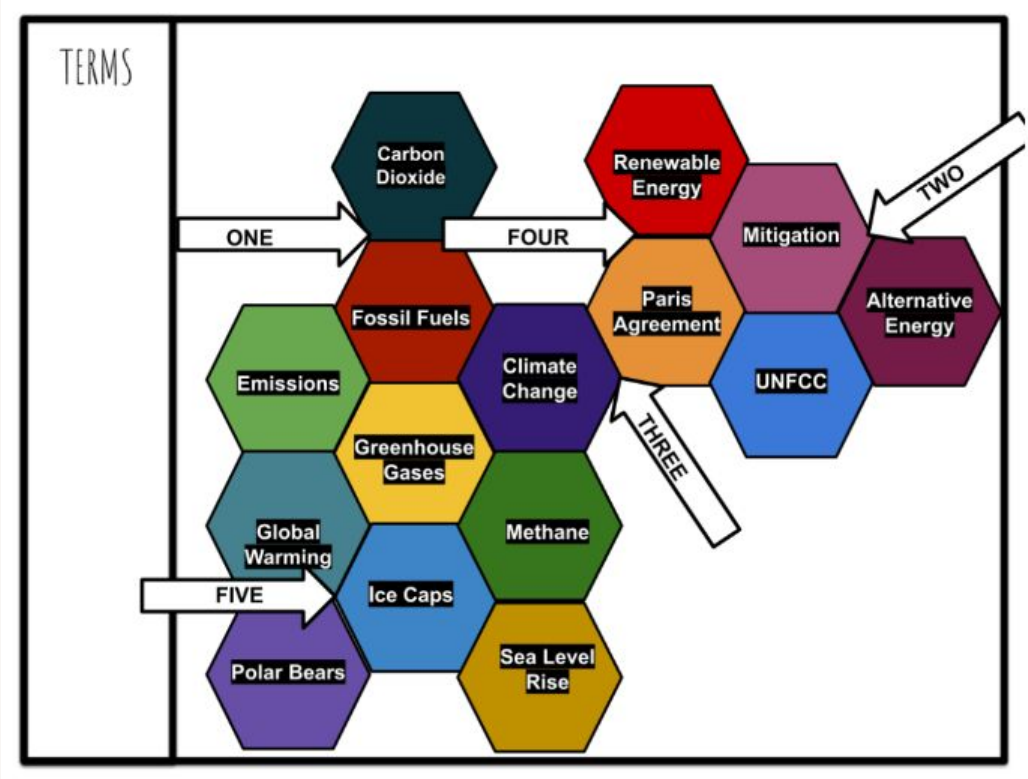 TERMS
Carbon
Dioxide
Renewable
Energy
TWO
ONE
FOUR
Mitigation
Fossil Fuels
Paris
Agreement
Alternative
Energy
Emissions
Climate
Change
UNFCC
Greenhouse
Gases
THREE
Global
Warming
Methane
FIVE
Ice Caps
Polar Bears
Sea Level
Rise